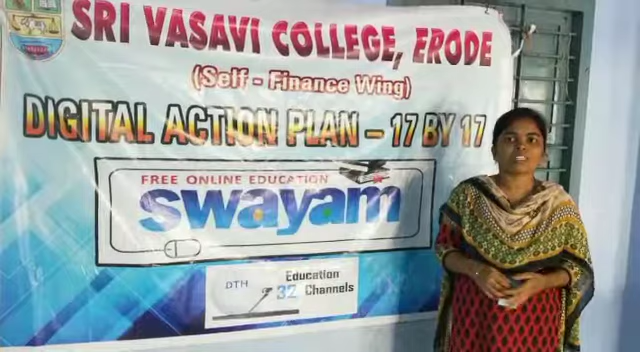 SRI VASAVI COLLEGE, ERODE
(Self - Finance Wing)
DIGITAL ACTION PLAN – 17 BY 17
FREE ONLINE EDUCATION
swayam
DTH
32
Education
Channels